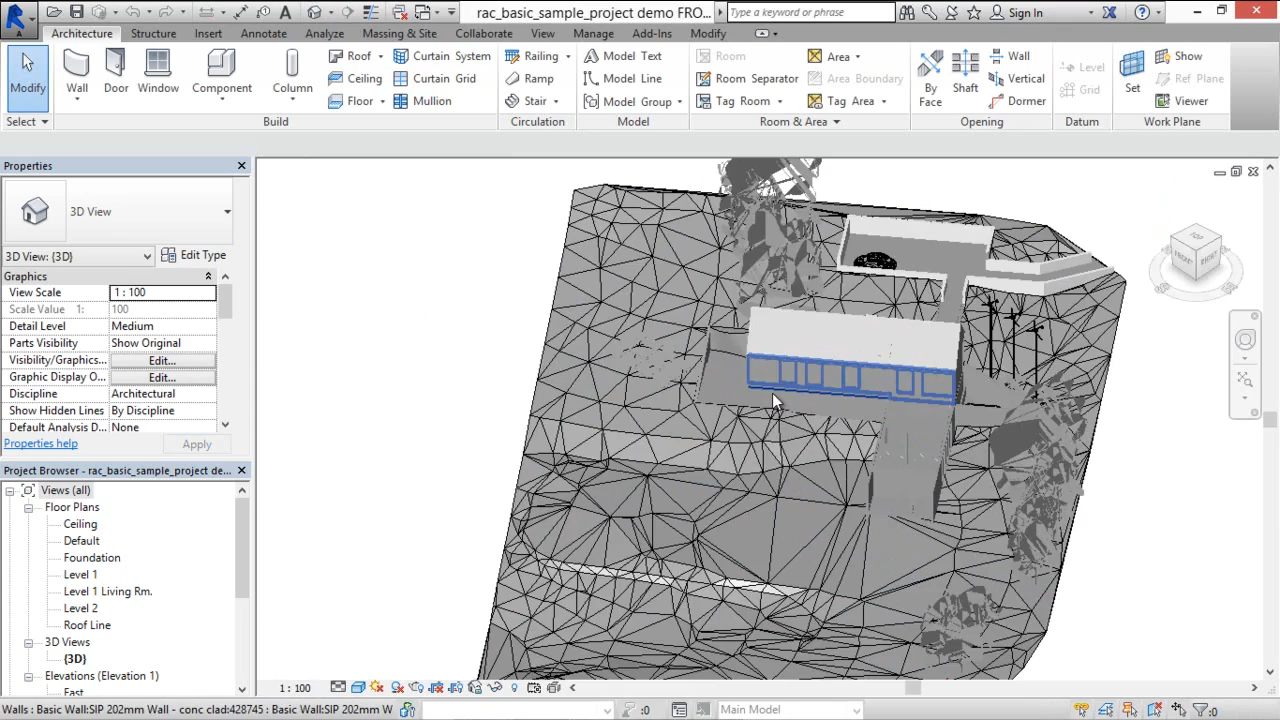 rac_basic_sample_project demo FRO...
Type a keyword or phrase
Sign In
Architecture Structure Insert Annotate Analyze Massing & Site Collaborate View Manage Add-Ins Modify
Modify Wall Door Window Component Column
Roof Curtain System
Ceiling Curtain Grid
Floor Mullion
Railing
Ramp
Stair
Model Text
Model Line
Model Group
Room Area
Room Separator Area Boundary
Tag Room Tag Area
By Face
Shaft
Wall
Vertical
Dormer
Level
Grid
Set
Show
Ref Plane
Viewer
Select Build Circulation Model Room & Area Opening Datum Work Plane
Properties
3D View
3D View: {3D} Edit Type
Graphics
View Scale 1 : 100
Scale Value 1: 100
Detail Level Medium
Parts Visibility Show Original
Visibility/Graphics... Edit...
Graphic Display O... Edit...
Discipline Architectural
Show Hidden Lines By Discipline
Default Analysis D... None
Properties help Apply
Project Browser - rac_basic_sample_project de...
Views (all)
Floor Plans
Ceiling
Default
Foundation
Level 1
Level 1 Living Rm.
Level 2
Roof Line
3D Views
{3D}
Elevations (Elevation 1)
East
TOP
FRONT RIGHT
1 : 100
Walls : Basic Wall:SIP 202mm Wall - conc clad:428745 : Basic Wall:SIP 202mm W
:0
Main Model
:0